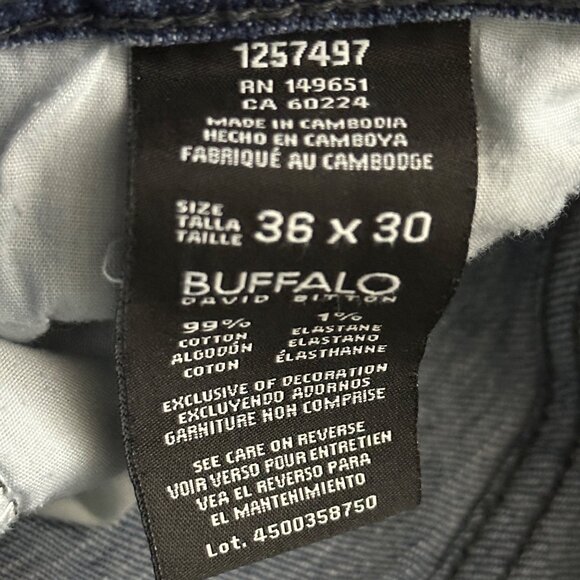 1257497
RN 149651
CA 60224
MADE IN CAMBODIA
HECHO EN CAMBOYA
FABRIQUÉ AU CAMBODGE
SIZE
TALLA
TAILLE
36 x 30
BUFFALO
DAVID BITTON
99% 1%
COTTON ELASTANE
ALGODÓN ELASTANO
COTON ÉLASTHANNE
EXCLUSIVE OF DECORATION
EXCLUYENDO ADORNOS
GARNITURE NON COMPRISE
SEE CARE ON REVERSE
VOIR VERSO POUR ENTRETIEN
VEA EL REVERSO PARA
EL MANTENIMIENTO
Lot. 4500358750